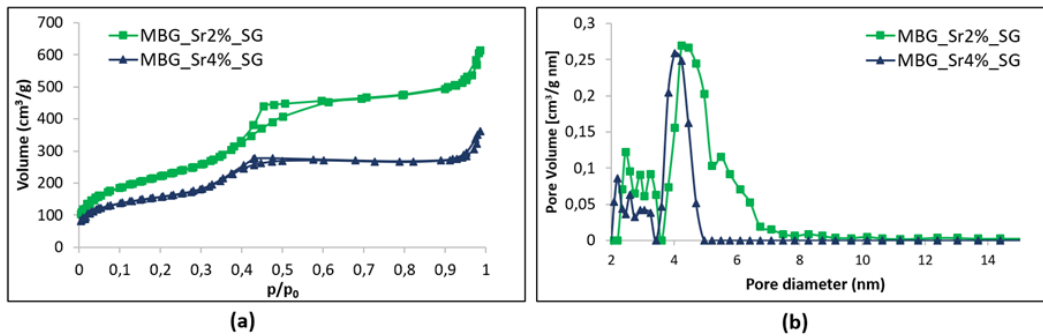 700
600
500
400
300
200
100
0
Volume (cm³/g)
MBG_Sr2%_SG
MBG_Sr4%_SG
0 0,1 0,2 0,3 0,4 0,5 0,6 0,7 0,8 0,9 1
p/p₀
(a)
0,3
0,25
0,2
0,15
0,1
0,05
0
Pore Volume [cm³/g nm]
MBG_Sr2%_SG
MBG_Sr4%_SG
2 4 6 8 10 12 14
Pore diameter (nm)
(b)